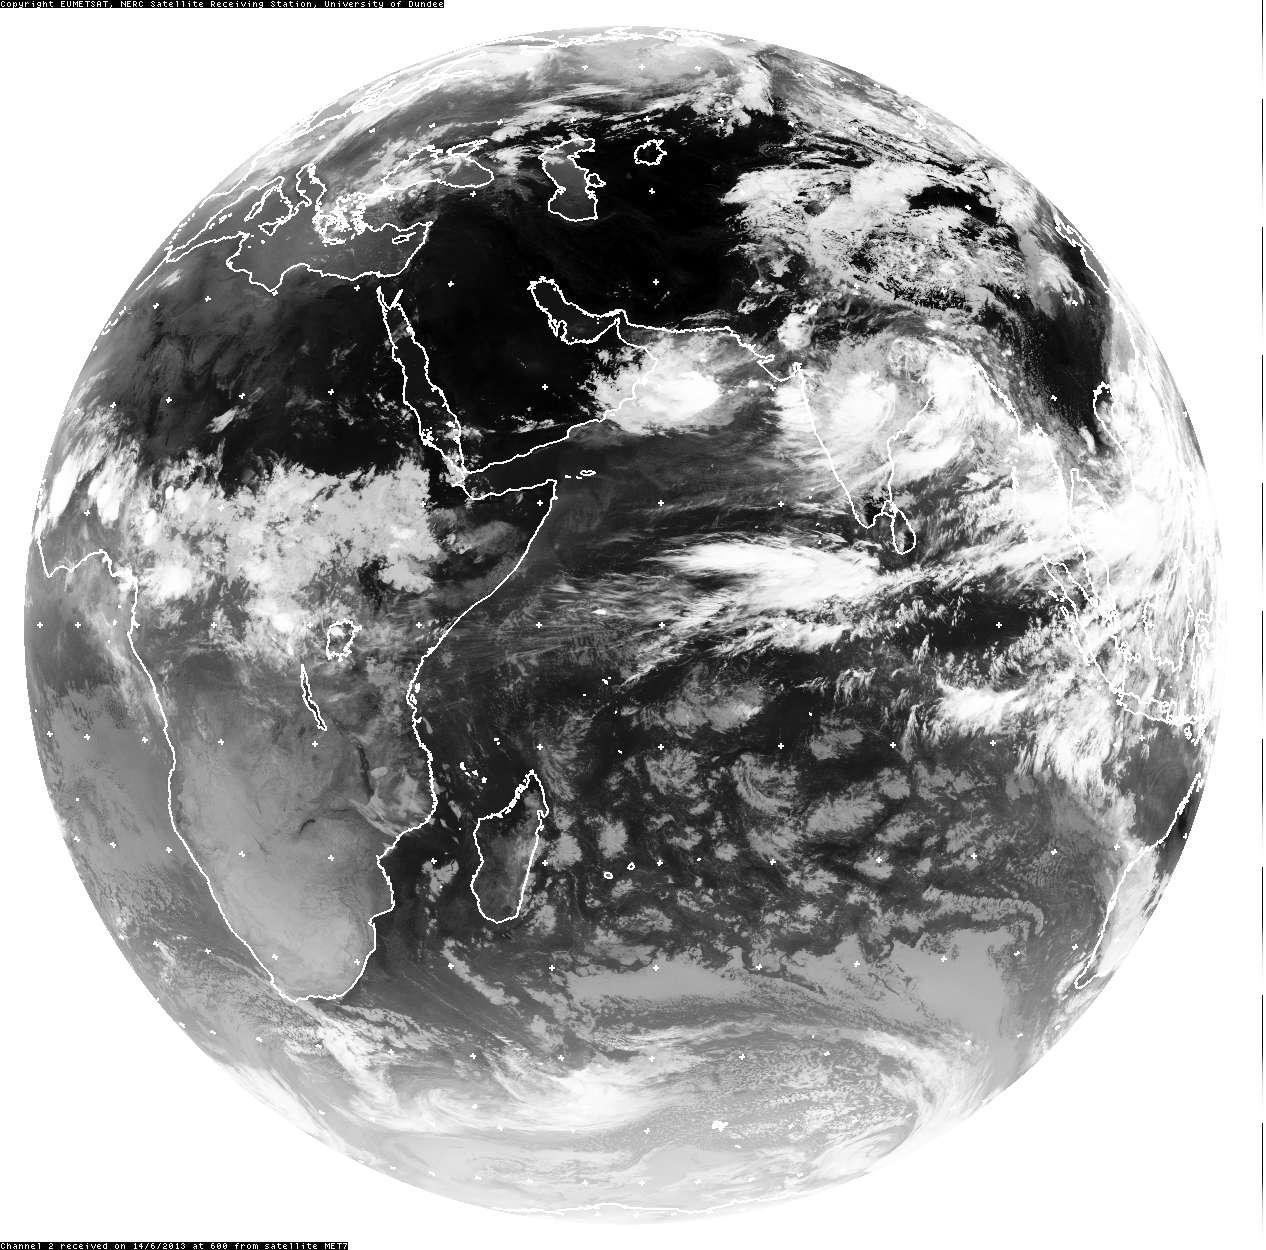 Copyright EUMETSAT, NERC Satellite Receiving Station, University of Dundee
Channel 2 received on 14/6/2013 at 600 from satellite MET7